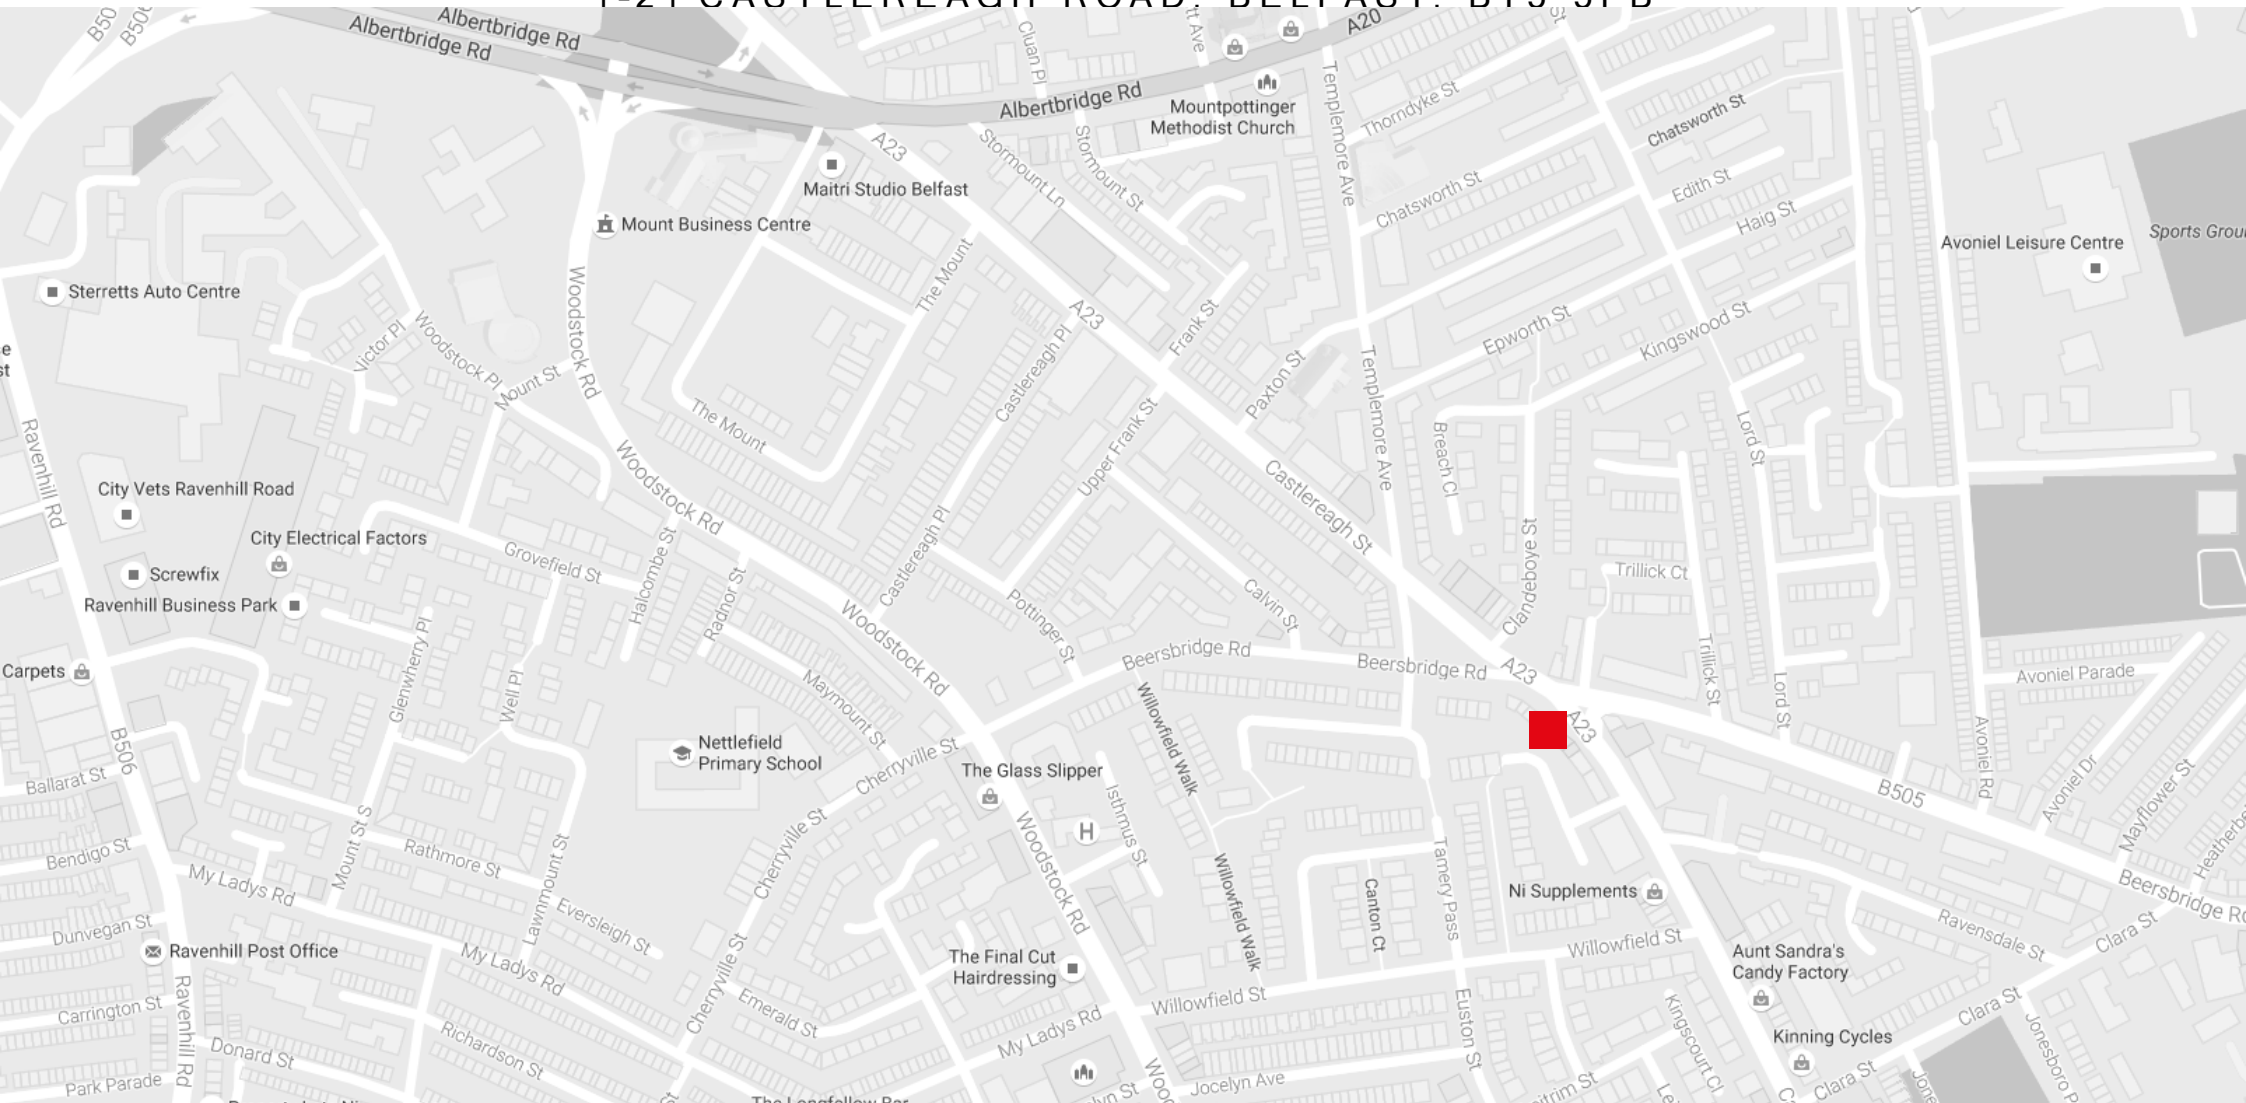 CASTLEREAGH ROAD, BELFAST, BT5 5FB
Albertbridge Rd
Albertbridge Rd
A20
Cluan Pl
Albertbridge Rd
Mountpottinger
Methodist Church
Templemore Ave
Thorndyke St
Chatsworth St
A23
Stormount Ln
Stormount St
Maitri Studio Belfast
Chatsworth St
Edith St
Haig St
Mount Business Centre
Avoniel Leisure Centre
Sports Grou
Sterretts Auto Centre
Woodstock Rd
The Mount
A23
Frank St
Victor Pl
Woodstock Pl
Mount St
Castlereagh Pl
Paxton St
Templemore Ave
Epworth St
Kingswood St
Ravenhill Rd
The Mount
Upper Frank St
Breach Cl
Lord St
Woodstock Rd
Castlereagh St
City Vets Ravenhill Road
City Electrical Factors
Grovefield St
Halcombe St
Castlereagh Pl
Clandeboye St
Screwfix
Radnor St
Trillick Ct
Ravenhill Business Park
Woodstock Rd
Pottinger St
Calvin St
Carpets
Glenwherry Pl
Well Pl
Maymount St
Beersbridge Rd
Beersbridge Rd
A23
Trillick St
Lord St
Avoniel Parade
B506
Nettlefield
Primary School
Cherryville St
Willowfield Walk
A23
Avoniel Rd
The Glass Slipper
Ballarat St
Isthmus St
B505
Avoniel Dr
Mayflower St
Bendigo St
Mount St S
Rathmore St
Lawnmount St
Cherryville St
H
Woodstock Rd
My Ladys Rd
Willowfield Walk
Canton Ct
Tamery Pass
Ni Supplements
Beersbridge Rd
Dunvegan St
Eversleigh St
Ravensdale St
Clara St
Ravenhill Post Office
My Ladys Rd
Cherryville St
The Final Cut
Hairdressing
Willowfield St
Aunt Sandra's
Candy Factory
Carrington St
Ravenhill Rd
Emerald St
Willowfield St
Euston St
Kingscourt Cl
Clara St
Donard St
Richardson St
My Ladys Rd
Kinning Cycles
Park Parade
Jocelyn Ave
Clara St
The Longfellow Bar